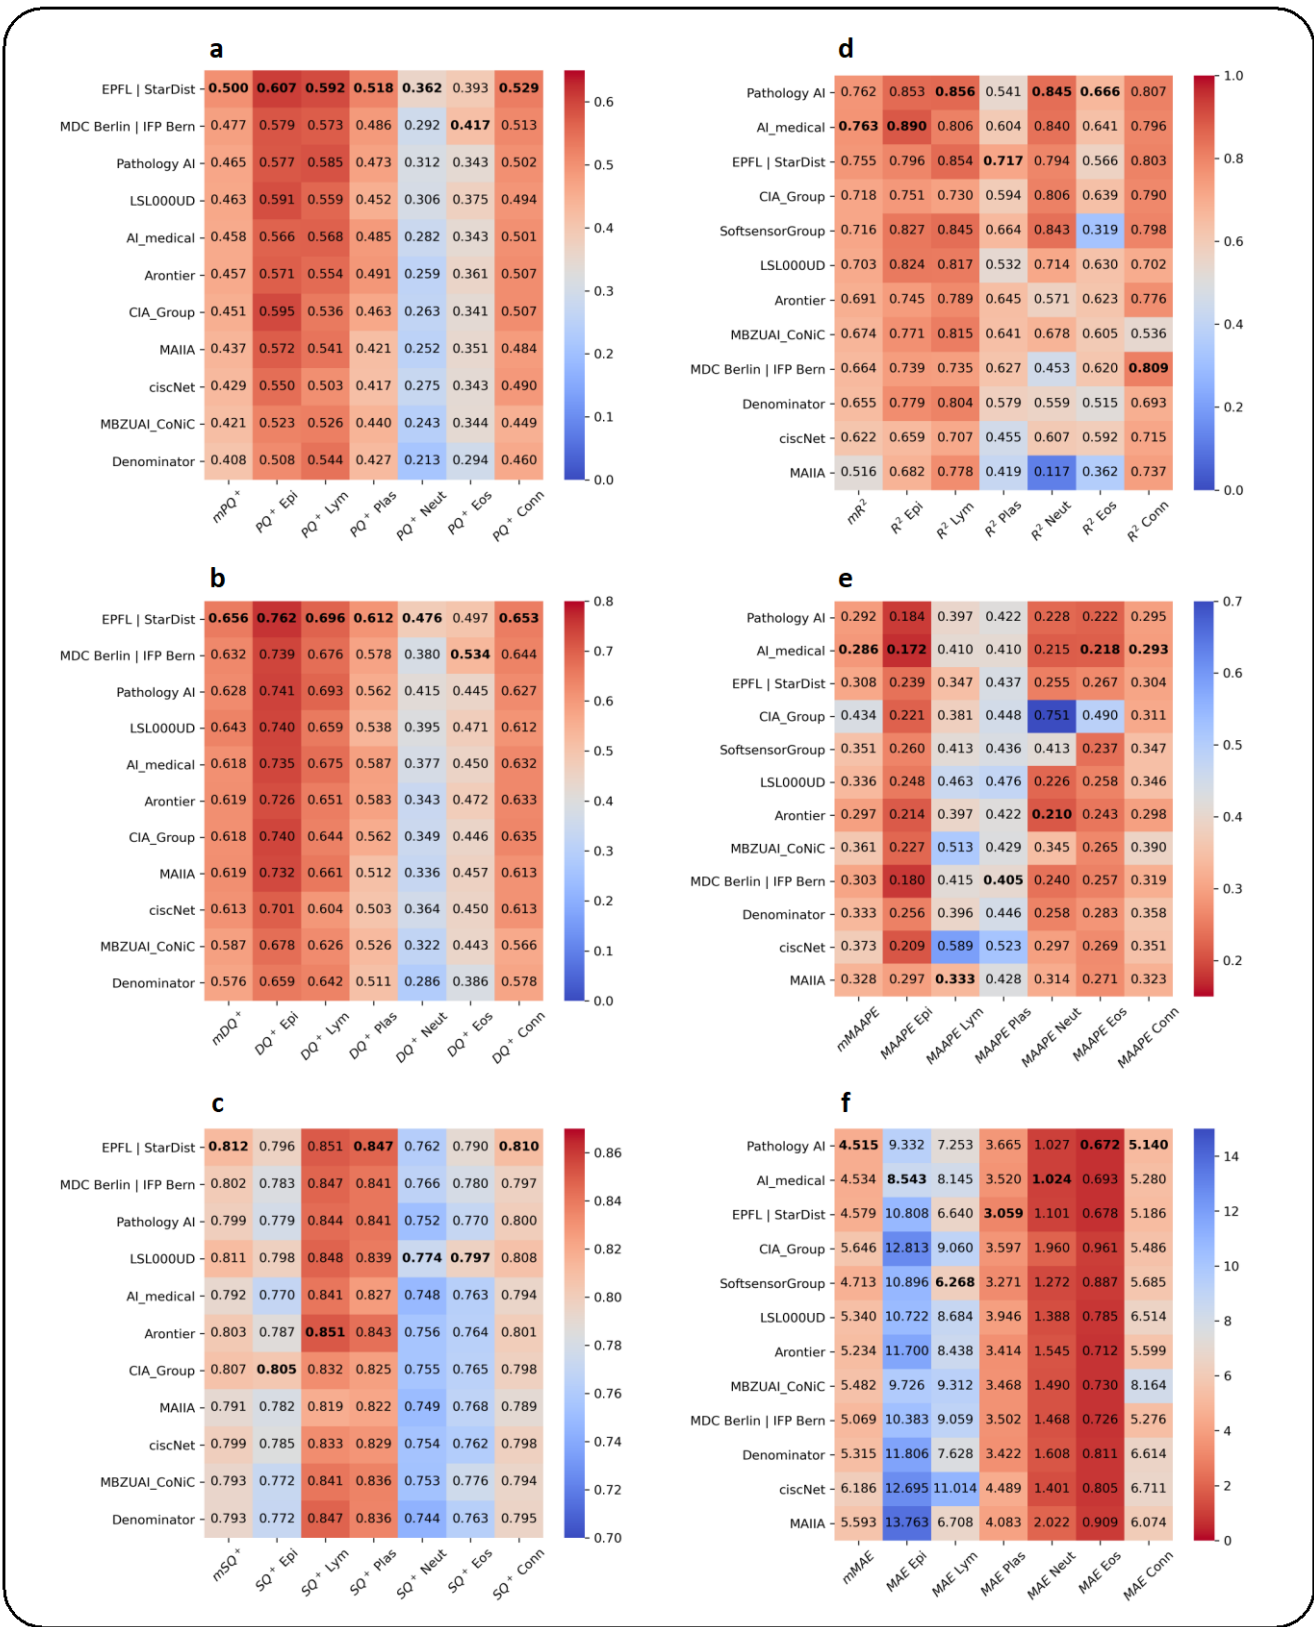 a
EPFL | StarDist 0.500 0.607 0.592 0.518 0.362 0.393 0.529
MDC Berlin | IFP Bern 0.477 0.579 0.573 0.486 0.292 0.417 0.513
Pathology AI 0.465 0.577 0.585 0.473 0.312 0.343 0.502
LSL000UD 0.463 0.591 0.559 0.452 0.306 0.375 0.494
AI_medical 0.458 0.566 0.568 0.485 0.282 0.343 0.501
Arontier 0.457 0.571 0.554 0.491 0.259 0.361 0.507
CIA_Group 0.451 0.595 0.536 0.463 0.263 0.341 0.507
MAIIA 0.437 0.572 0.541 0.421 0.252 0.351 0.484
ciscNet 0.429 0.550 0.503 0.417 0.275 0.343 0.490
MBZUAI_CoNiC 0.421 0.523 0.526 0.440 0.243 0.344 0.449
Denominator 0.408 0.508 0.544 0.427 0.213 0.294 0.460
mPQ⁺ PQ⁺ Epi PQ⁺ Lym PQ⁺ Plas PQ⁺ Neut PQ⁺ Eos PQ⁺ Conn
0.6
0.5
0.4
0.3
0.2
0.1
0.0
b
EPFL | StarDist 0.656 0.762 0.696 0.612 0.476 0.497 0.653
MDC Berlin | IFP Bern 0.632 0.739 0.676 0.578 0.380 0.534 0.644
Pathology AI 0.628 0.741 0.693 0.562 0.415 0.445 0.627
LSL000UD 0.643 0.740 0.659 0.538 0.395 0.471 0.612
AI_medical 0.618 0.735 0.675 0.587 0.377 0.450 0.632
Arontier 0.619 0.726 0.651 0.583 0.343 0.472 0.633
CIA_Group 0.618 0.740 0.644 0.562 0.349 0.446 0.635
MAIIA 0.619 0.732 0.661 0.512 0.336 0.457 0.613
ciscNet 0.613 0.701 0.604 0.503 0.364 0.450 0.613
MBZUAI_CoNiC 0.587 0.678 0.626 0.526 0.322 0.443 0.566
Denominator 0.576 0.659 0.642 0.511 0.286 0.386 0.578
mDQ⁺ DQ⁺ Epi DQ⁺ Lym DQ⁺ Plas DQ⁺ Neut DQ⁺ Eos DQ⁺ Conn
0.8
0.7
0.6
0.5
0.4
0.3
0.2
0.1
0.0
c
EPFL | StarDist 0.812 0.796 0.851 0.847 0.762 0.790 0.810
MDC Berlin | IFP Bern 0.802 0.783 0.847 0.841 0.766 0.780 0.797
Pathology AI 0.799 0.779 0.844 0.841 0.752 0.770 0.800
LSL000UD 0.811 0.798 0.848 0.839 0.774 0.797 0.808
AI_medical 0.792 0.770 0.841 0.827 0.748 0.763 0.794
Arontier 0.803 0.787 0.851 0.843 0.756 0.764 0.801
CIA_Group 0.807 0.805 0.832 0.825 0.755 0.765 0.798
MAIIA 0.791 0.782 0.819 0.822 0.749 0.768 0.789
ciscNet 0.799 0.785 0.833 0.829 0.754 0.762 0.798
MBZUAI_CoNiC 0.793 0.772 0.841 0.836 0.753 0.776 0.794
Denominator 0.793 0.772 0.847 0.836 0.744 0.763 0.795
mSQ⁺ SQ⁺ Epi SQ⁺ Lym SQ⁺ Plas SQ⁺ Neut SQ⁺ Eos SQ⁺ Conn
0.86
0.84
0.82
0.80
0.78
0.76
0.74
0.72
0.70
d
Pathology AI 0.762 0.853 0.856 0.541 0.845 0.666 0.807
AI_medical 0.763 0.890 0.806 0.604 0.840 0.641 0.796
EPFL | StarDist 0.755 0.796 0.854 0.717 0.794 0.566 0.803
CIA_Group 0.718 0.751 0.730 0.594 0.806 0.639 0.790
SoftsensorGroup 0.716 0.827 0.845 0.664 0.843 0.319 0.798
LSL000UD 0.703 0.824 0.817 0.532 0.714 0.630 0.702
Arontier 0.691 0.745 0.789 0.645 0.571 0.623 0.776
MBZUAI_CoNiC 0.674 0.771 0.815 0.641 0.678 0.605 0.536
MDC Berlin | IFP Bern 0.664 0.739 0.735 0.627 0.453 0.620 0.809
Denominator 0.655 0.779 0.804 0.579 0.559 0.515 0.693
ciscNet 0.622 0.659 0.707 0.455 0.607 0.592 0.715
MAIIA 0.516 0.682 0.778 0.419 0.117 0.362 0.737
mR² R² Epi R² Lym R² Plas R² Neut R² Eos R² Conn
1.0
0.8
0.6
0.4
0.2
0.0
e
Pathology AI 0.292 0.184 0.397 0.422 0.228 0.222 0.295
AI_medical 0.286 0.172 0.410 0.410 0.215 0.218 0.293
EPFL | StarDist 0.308 0.239 0.347 0.437 0.255 0.267 0.304
CIA_Group 0.434 0.221 0.381 0.448 0.751 0.490 0.311
SoftsensorGroup 0.351 0.260 0.413 0.436 0.413 0.237 0.347
LSL000UD 0.336 0.248 0.463 0.476 0.226 0.258 0.346
Arontier 0.297 0.214 0.397 0.422 0.210 0.243 0.298
MBZUAI_CoNiC 0.361 0.227 0.513 0.429 0.345 0.265 0.390
MDC Berlin | IFP Bern 0.303 0.180 0.415 0.405 0.240 0.257 0.319
Denominator 0.333 0.256 0.396 0.446 0.258 0.283 0.358
ciscNet 0.373 0.209 0.589 0.523 0.297 0.269 0.351
MAIIA 0.328 0.297 0.333 0.428 0.314 0.271 0.323
mMAAPE MAAPE Epi MAAPE Lym MAAPE Plas MAAPE Neut MAAPE Eos MAAPE Conn
0.7
0.6
0.5
0.4
0.3
0.2
f
Pathology AI 4.515 9.332 7.253 3.665 1.027 0.672 5.140
AI_medical 4.534 8.543 8.145 3.520 1.024 0.693 5.280
EPFL | StarDist 4.579 10.808 6.640 3.059 1.101 0.678 5.186
CIA_Group 5.646 12.813 9.060 3.597 1.960 0.961 5.486
SoftsensorGroup 4.713 10.896 6.268 3.271 1.272 0.887 5.685
LSL000UD 5.340 10.722 8.684 3.946 1.388 0.785 6.514
Arontier 5.234 11.700 8.438 3.414 1.545 0.712 5.599
MBZUAI_CoNiC 5.482 9.726 9.312 3.468 1.490 0.730 8.164
MDC Berlin | IFP Bern 5.069 10.383 9.059 3.502 1.468 0.726 5.276
Denominator 5.315 11.806 7.628 3.422 1.608 0.811 6.614
ciscNet 6.186 12.695 11.014 4.489 1.401 0.805 6.711
MAIIA 5.593 13.763 6.708 4.083 2.022 0.909 6.074
mMAE MAE Epi MAE Lym MAE Plas MAE Neut MAE Eos MAE Conn
14
12
10
8
6
4
2
0